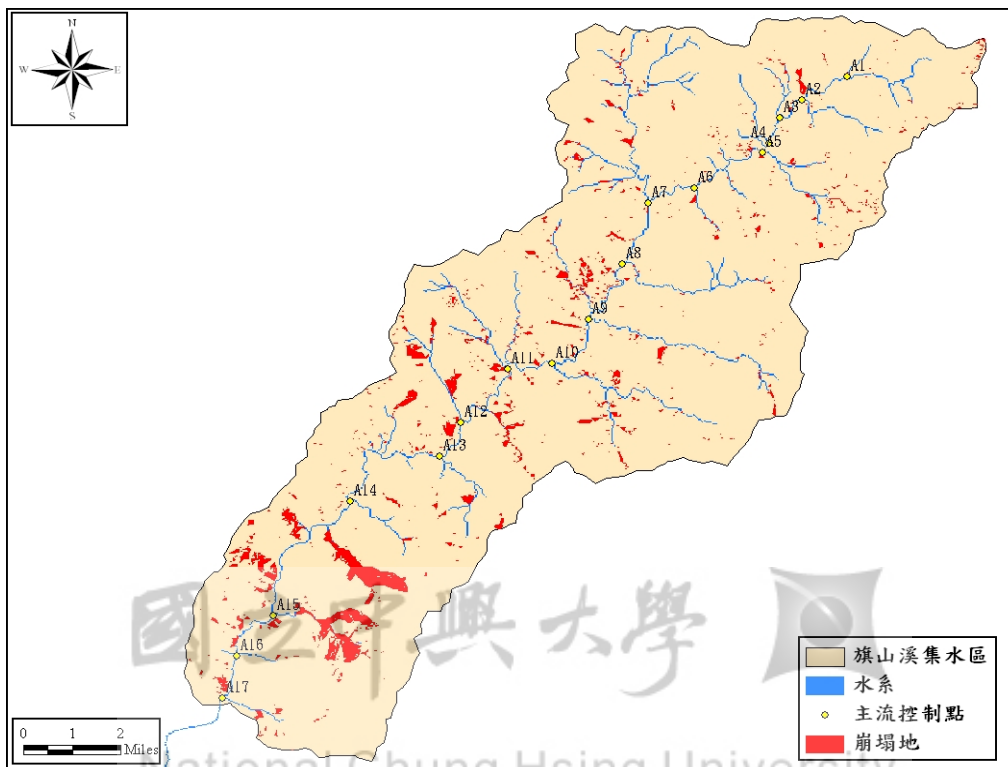 N
W E
S
A1
A2
A3
A4
A5
A6
A7
A8
A9
A10
A11
A12
A13
A14
A15
A16
A17
國立中興大學
旗山溪集水區
水系
主流控制點
崩塌地
0 1 2
Miles
National Chung Hsing University